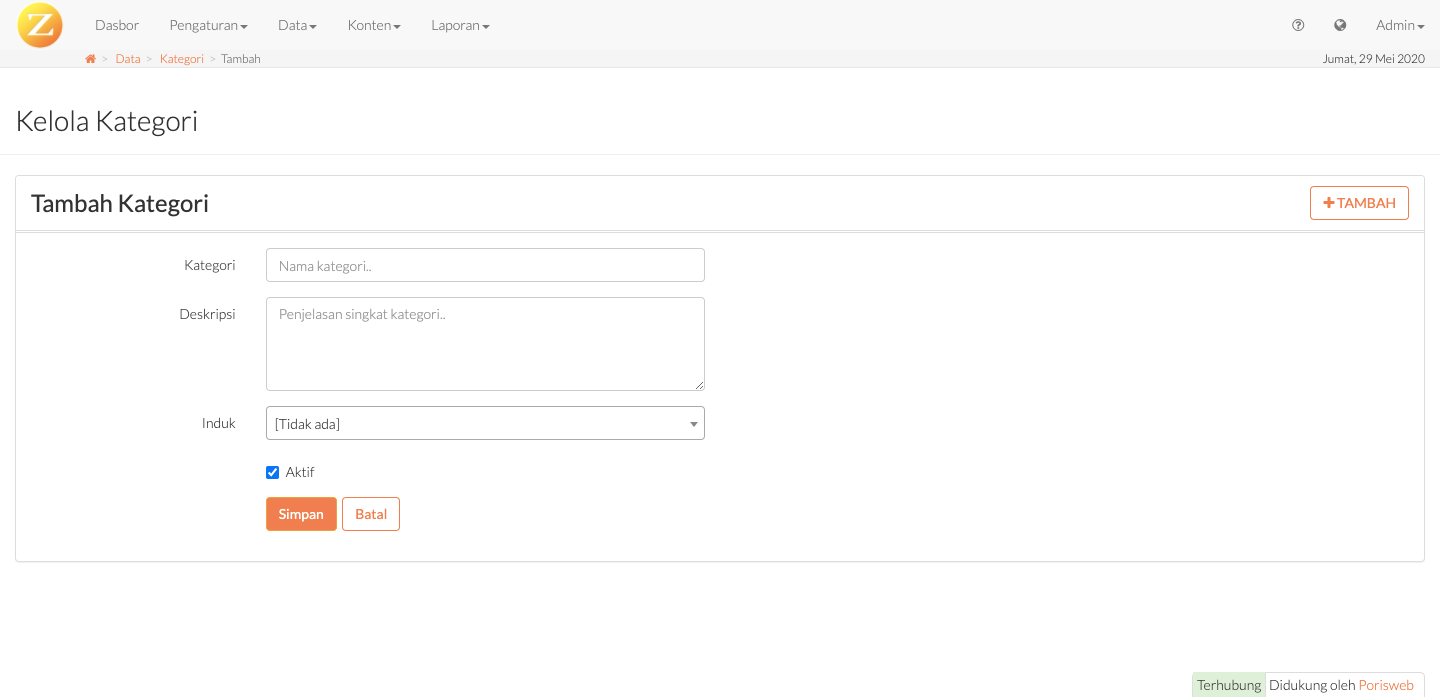 Z Dasbor Pengaturan Data Konten Laporan Admin
> Data > Kategori > Tambah Jumat, 29 Mei 2020
Kelola Kategori
Tambah Kategori TAMBAH
Kategori Nama kategori..
Deskripsi Penjelasan singkat kategori..
Induk [Tidak ada]
Aktif
Simpan Batal
Terhubung Didukung oleh Porisweb